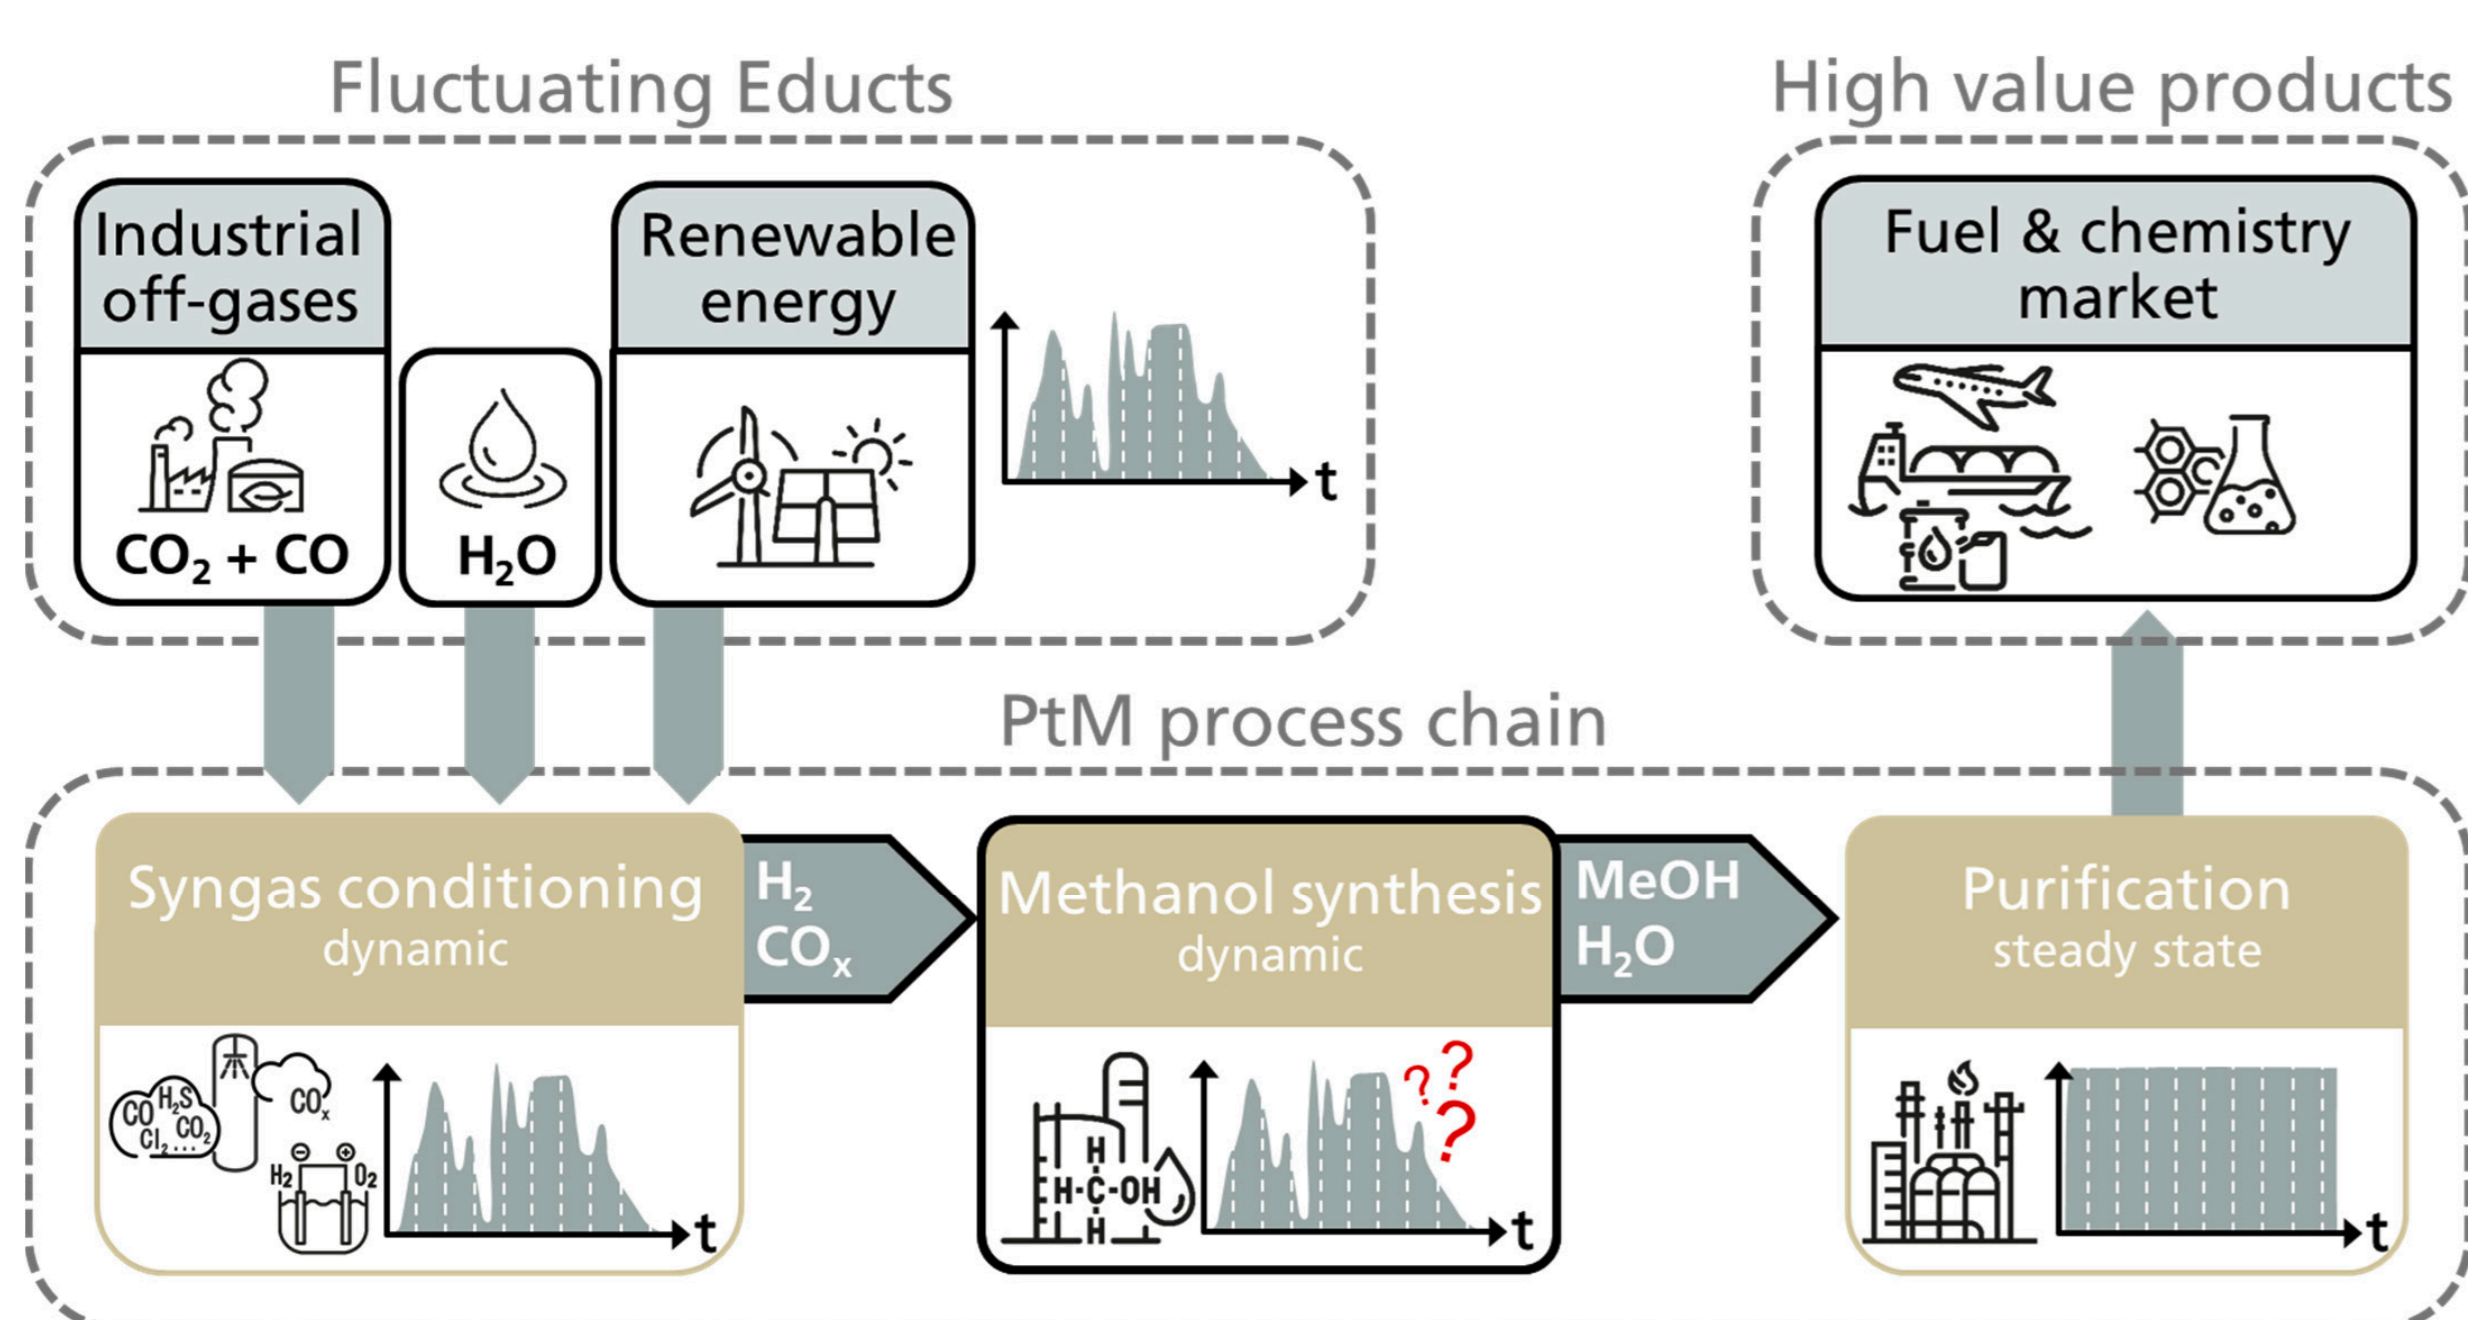 Fluctuating Educts
High value products
Industrial
off-gases
CO₂ + CO
H₂O
Renewable
energy
t
Fuel & chemistry
market
PtM process chain
Syngas conditioning
dynamic
CO H₂S
Cl₂... CO₂
COₓ
H2 O2
t
H₂
COₓ
Methanol synthesis
dynamic
H
H-C-OH
H
? ? ?
t
MeOH
H₂O
Purification
steady state
t